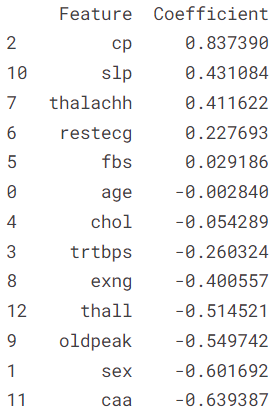 Feature Coefficient
2 cp 0.837390
10 slp 0.431084
7 thalachh 0.411622
6 restecg 0.227693
5 fbs 0.029186
0 age -0.002840
4 chol -0.054289
3 trtbps -0.260324
8 exng -0.400557
12 thall -0.514521
9 oldpeak -0.549742
1 sex -0.601692
11 caa -0.639387